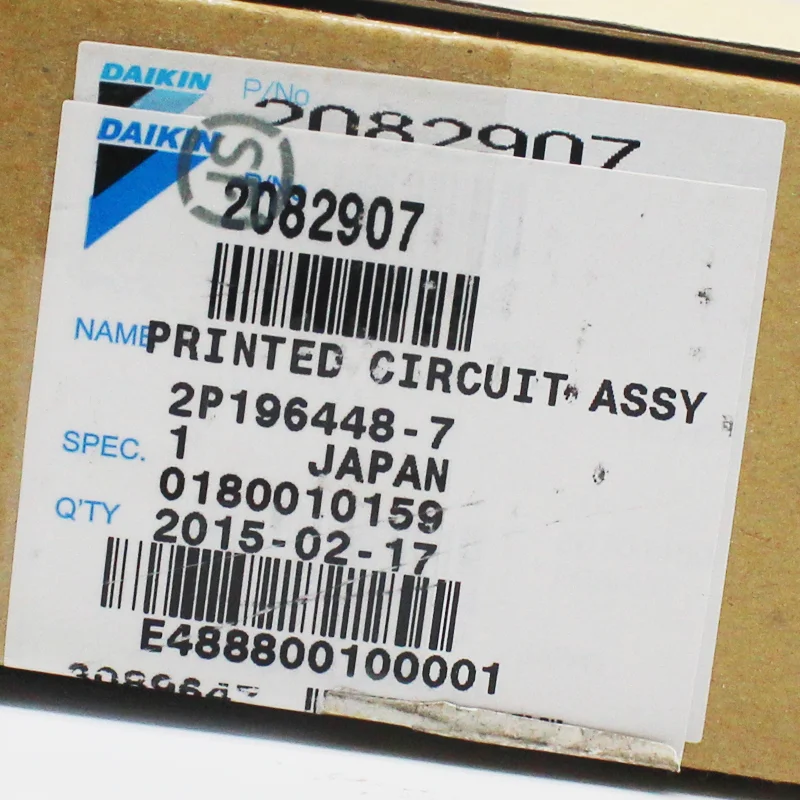 DAIKIN P/No
2082907
DAIKIN
P/No
2082907
NAME PRINTED CIRCUIT ASSY
2P196448-7
SPEC. 1 JAPAN
0180010159
Q'TY 2015-02-17
E488800100001